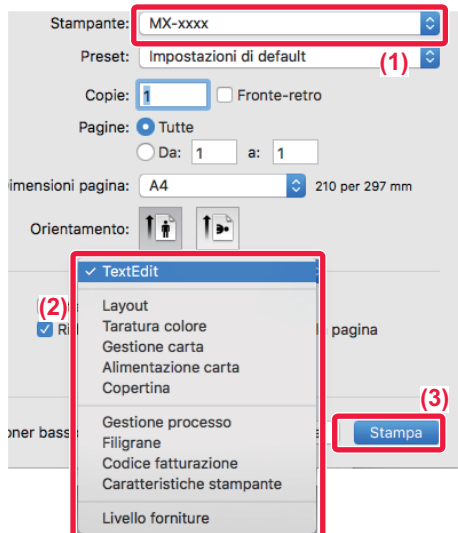 Stampante: MX-xxxx
(1)
Preset: Impostazioni di default
Copie: 1 Fronte-retro
Pagine: Tutte
Da: 1 a: 1
imensioni pagina: A4 210 per 297 mm
Orientamento:
✓ TextEdit
(2)
Layout
Taratura colore
pagina
Gestione carta
Alimentazione carta
Copertina
(3)
Gestione processo
oner bass Stampa
Filigrane
Codice fatturazione
Caratteristiche stampante
Livello forniture